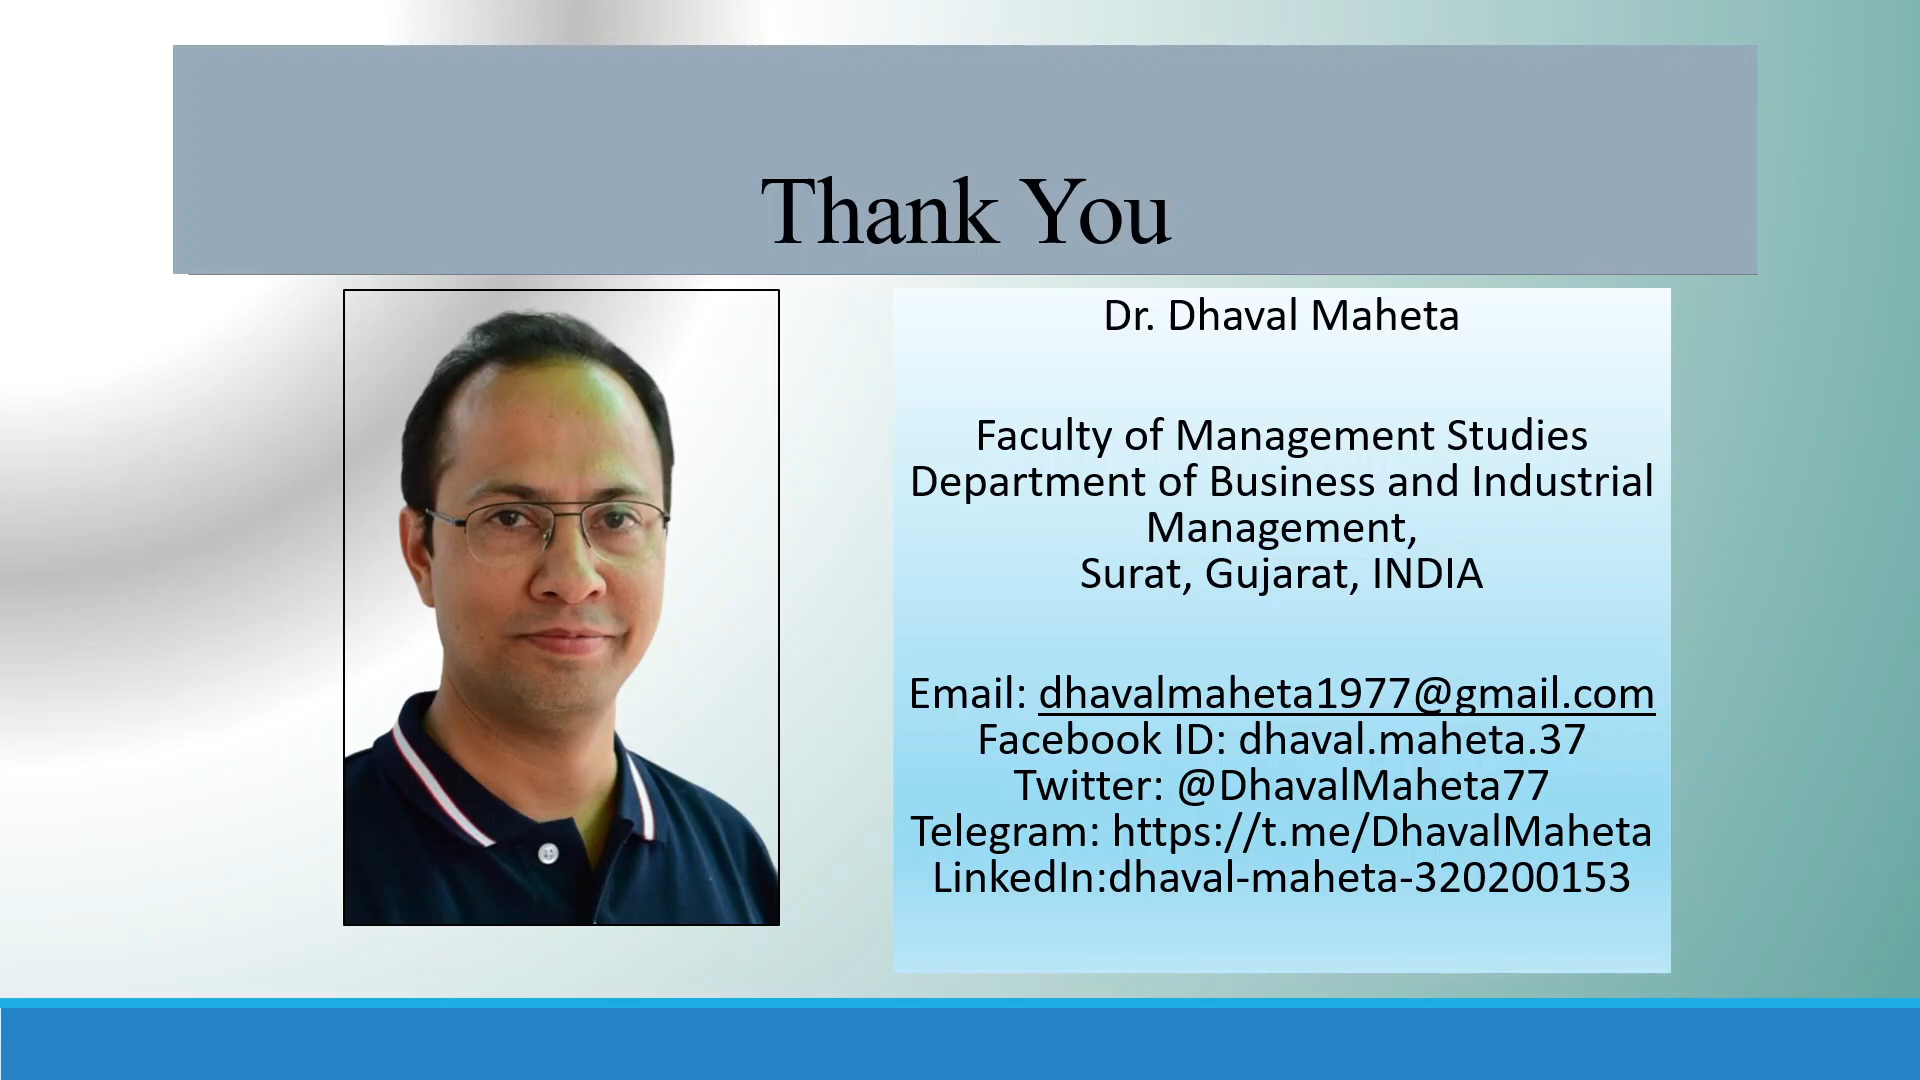 Thank You
Dr. Dhaval Maheta
Faculty of Management Studies
Department of Business and Industrial
Management,
Surat, Gujarat, INDIA
Email: dhavalmaheta1977@gmail.com
Facebook ID: dhaval.maheta.37
Twitter: @DhavalMaheta77
Telegram: https://t.me/DhavalMaheta
LinkedIn:dhaval-maheta-320200153